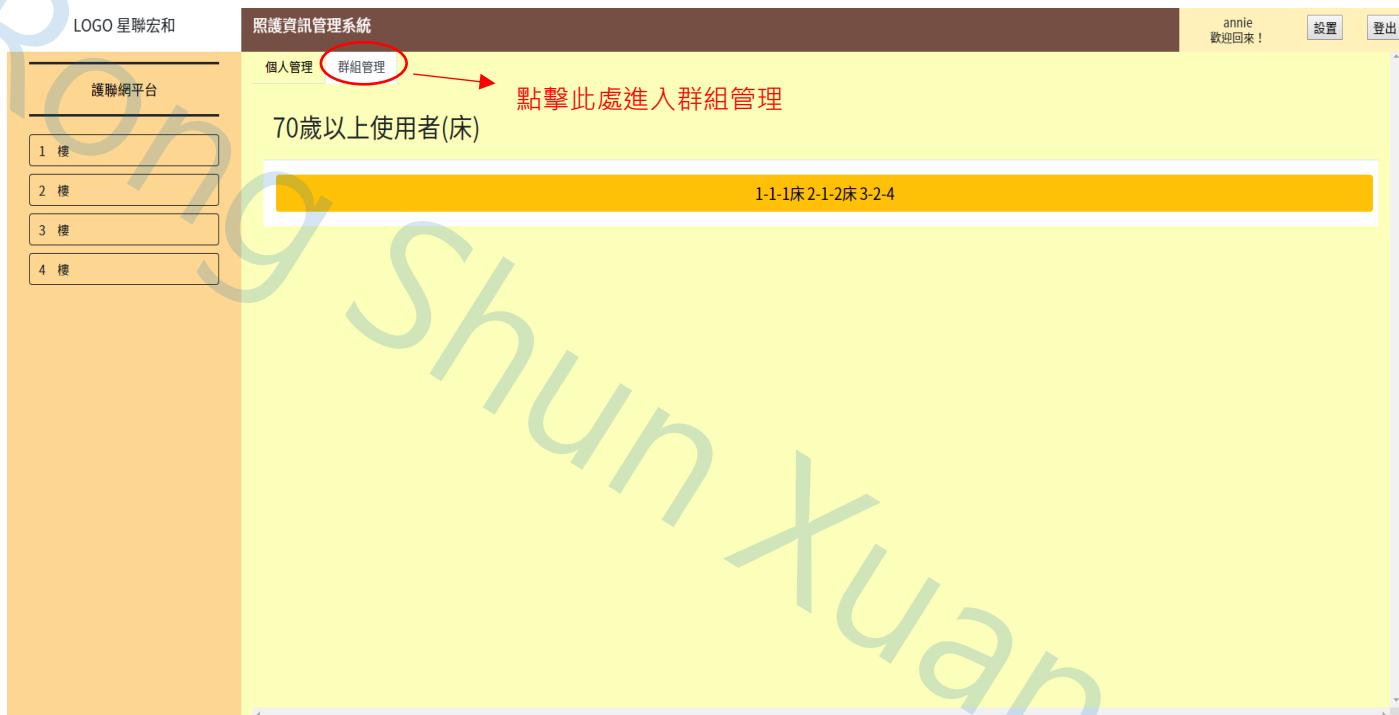 LOGO 星聯宏和
照護資訊管理系統
annie
歡迎回來！
設置
登出
護聯網平台
1 樓
2 樓
3 樓
4 樓
個人管理
群組管理
點擊此處進入群組管理
70歲以上使用者(床)
1-1-1床 2-1-2床 3-2-4
Rong Shun Xuan